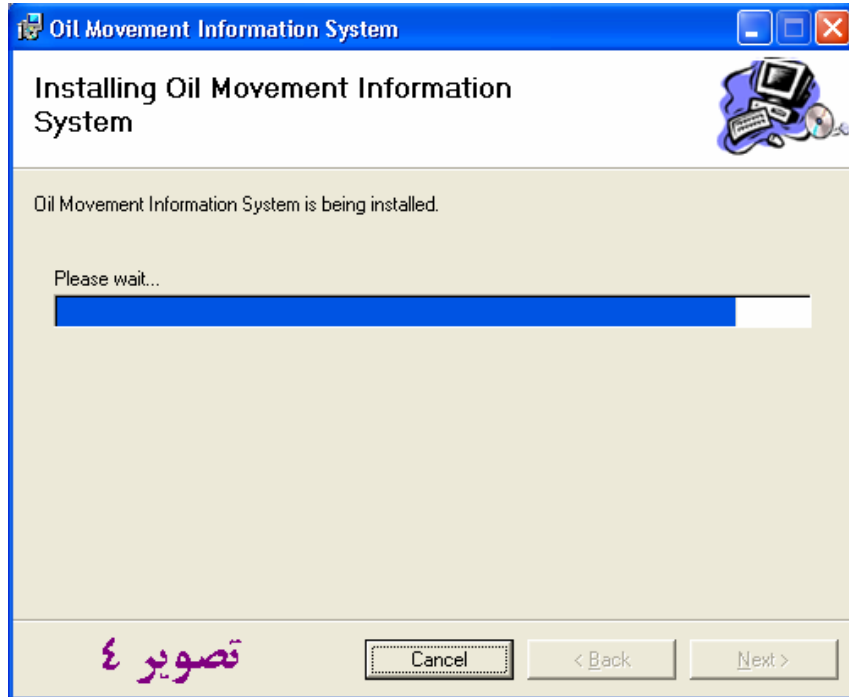 Oil Movement Information System
Installing Oil Movement Information
System
Oil Movement Information System is being installed.
Please wait...
تصویر ٤
Cancel
< Back
Next >